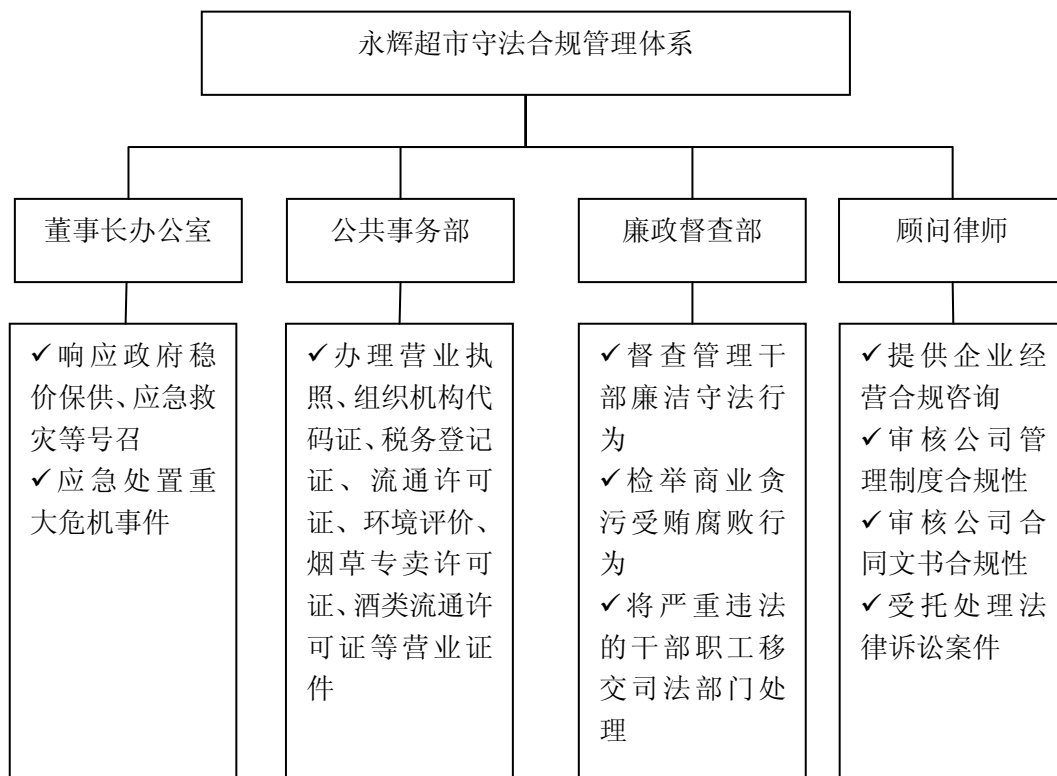 永辉超市守法合规管理体系
董事长办公室
公共事务部
廉政督查部
顾问律师
✓响应政府稳
价保供、应急救
灾等号召
✓应急处置重
大危机事件
✓办理营业执
照、组织机构代
码证、税务登记
证、流通许可
证、环境评价、
烟草专卖许可
证、酒类流通许
可证等营业证
件
✓督查管理干
部廉洁守法行
为
✓检举商业贪
污受贿腐败行
为
✓将严重违法
的干部职工移
交司法部门处
理
✓提供企业经
营合规咨询
✓审核公司管
理制度合规性
✓审核公司合
同文书合规性
✓受托处理法
律诉讼案件